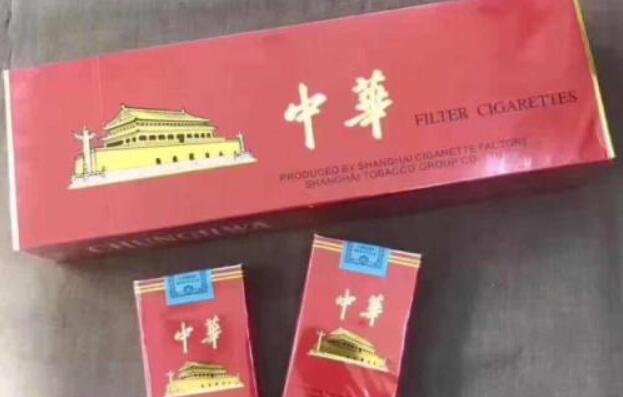 中華
FILTER CIGARETTES
PRODUCED BY SHANGHAI CIGARETTE FACTORY
SHANGHAI TOBACCO GROUP CO
CHUNGHWA
中華
中華